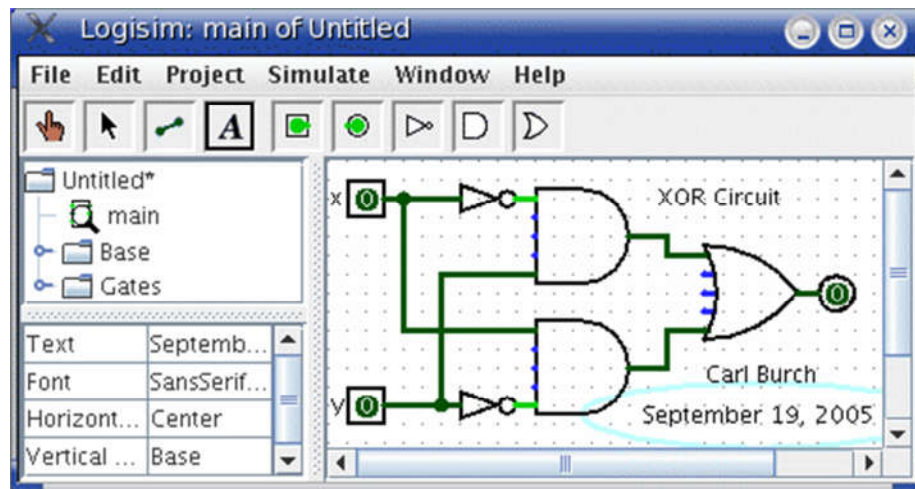 Logisim: main of Untitled
File Edit Project Simulate Window Help
A
Untitled*
main
Base
Gates
Text Septemb...
Font SansSerif...
Horizont... Center
Vertical ... Base
x 0
XOR Circuit
0
y 0
Carl Burch
September 19, 2005